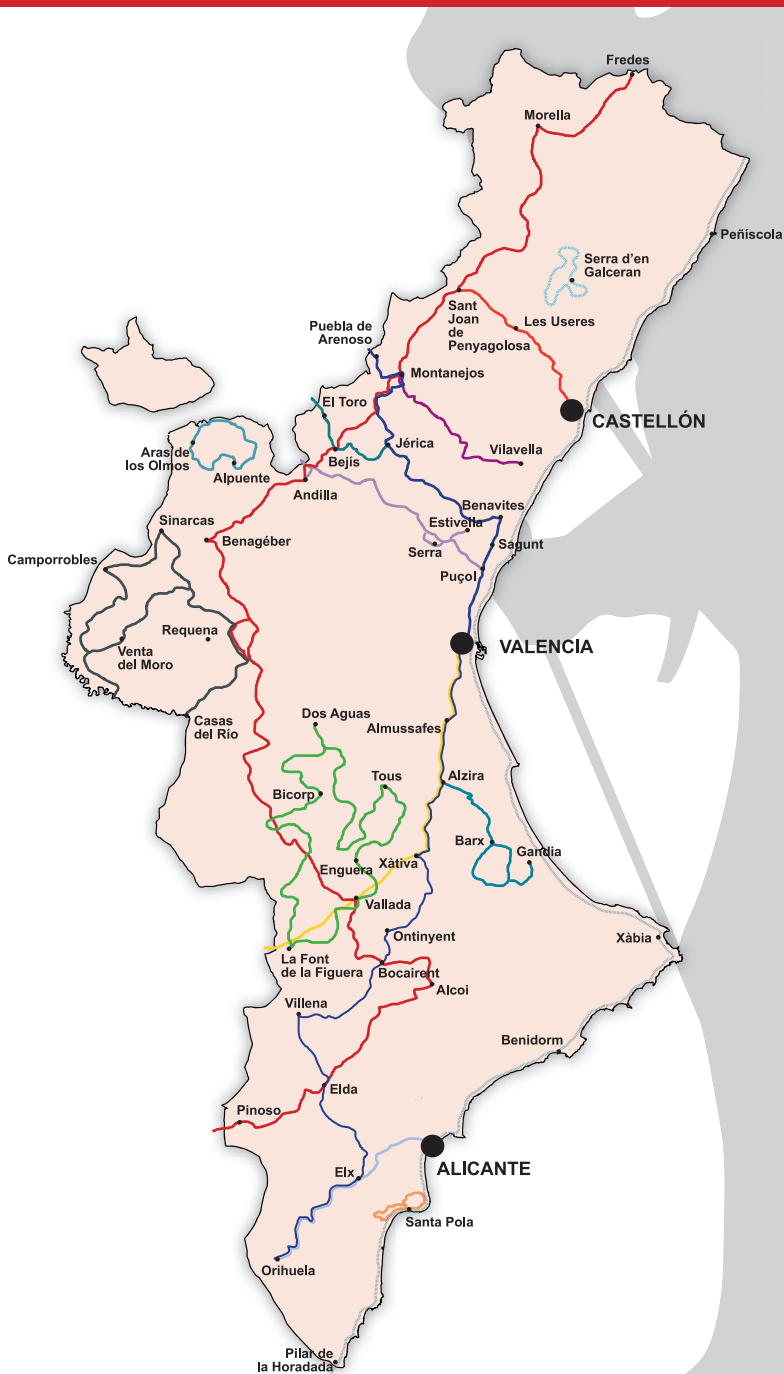 Fredes
Morella
Peñíscola
Serra d'en
Galceran
Sant
Joan
de
Penyagolosa
Les Useres
Puebla de
Arenoso
Montanejos
CASTELLÓN
El Toro
Jérica
Vilavella
Aras de
los Olmos
Bejis
Alpuente
Andilla
Benavites
Sinarcas
Estivella
Benagéber
Sagunt
Serra
Camporrobles
Puçol
Requena
VALENCIA
Venta
del Moro
Dos Aguas
Casas
del Río
Almussafes
Tous
Alzira
Bicorp
Barx
Gandia
Enguera
Xàtiva
Vallada
Ontinyent
Xàbia
La Font
de la Figuera
Bocairent
Alcoi
Villena
Benidorm
Elda
Pinoso
Elx
ALICANTE
Santa Pola
Orihuela
Pilar de
la Horadada